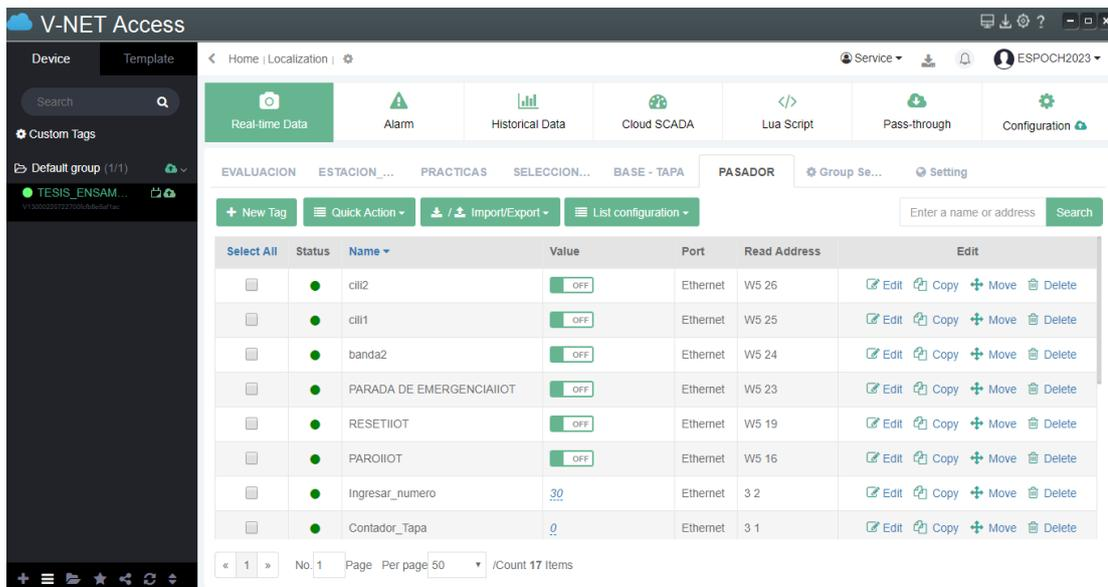 V-NET Access
Device Template
Home | Localization |
Service ESPOCH2023
Search
Custom Tags
Default group (1/1)
TESIS_ENSAM...
Real-time Data Alarm Historical Data Cloud SCADA Lua Script Pass-through Configuration
EVALUACION ESTACION_... PRACTICAS SELECCION... BASE - TAPA PASADOR Group Se... Setting
+ New Tag Quick Action / Import/Export List configuration Enter a name or address Search
Select All Status Name Value Port Read Address Edit
cili2 OFF Ethernet W5 26 Edit Copy Move Delete
cili1 OFF Ethernet W5 25 Edit Copy Move Delete
banda2 OFF Ethernet W5 24 Edit Copy Move Delete
PARADA DE EMERGENCIAIIOT OFF Ethernet W5 23 Edit Copy Move Delete
RESETIIOT OFF Ethernet W5 19 Edit Copy Move Delete
PAROIIOT OFF Ethernet W5 16 Edit Copy Move Delete
Ingresar_numero 30 Ethernet 3 2 Edit Copy Move Delete
Contador_Tapa 0 Ethernet 3 1 Edit Copy Move Delete
« 1 » No. 1 Page Per page 50 /Count 17 Items